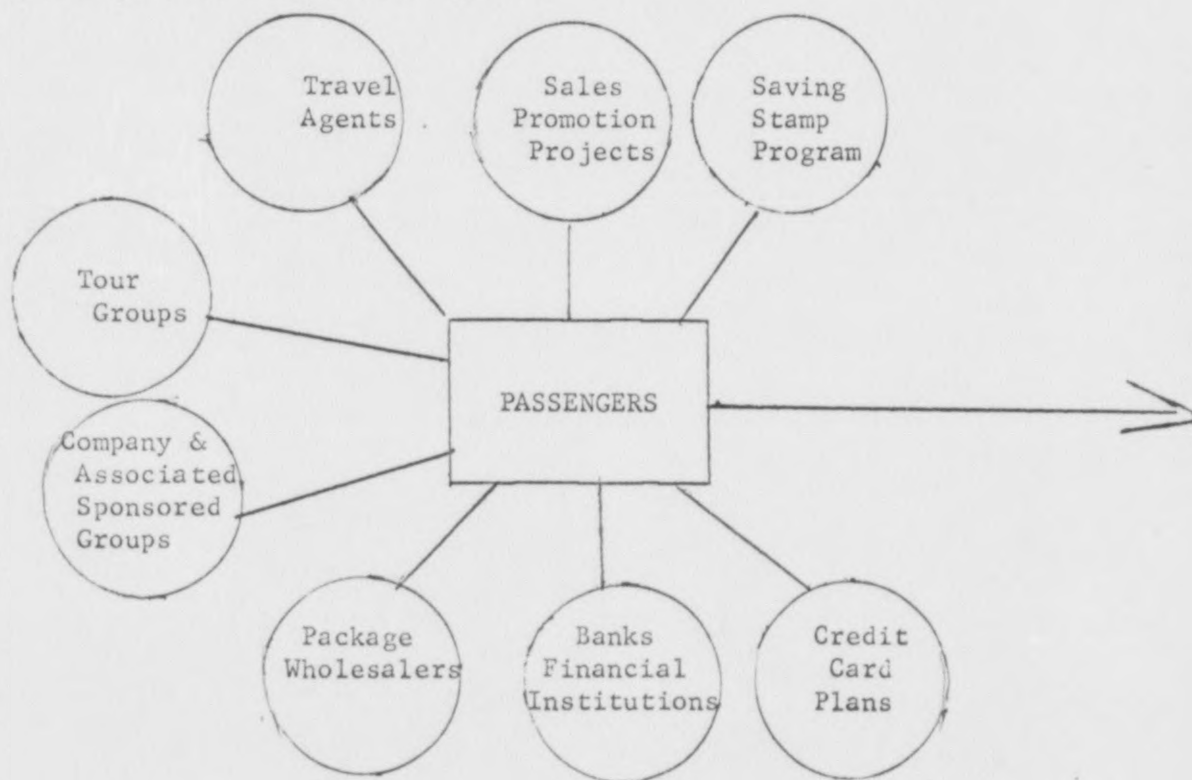 Travel
Agents
Sales
Promotion
Projects
Saving
Stamp
Program
Tour
Groups
PASSENGERS
Company &
Associated
Sponsored
Groups
Package
Wholesalers
Banks
Financial
Institutions
Credit
Card
Plans